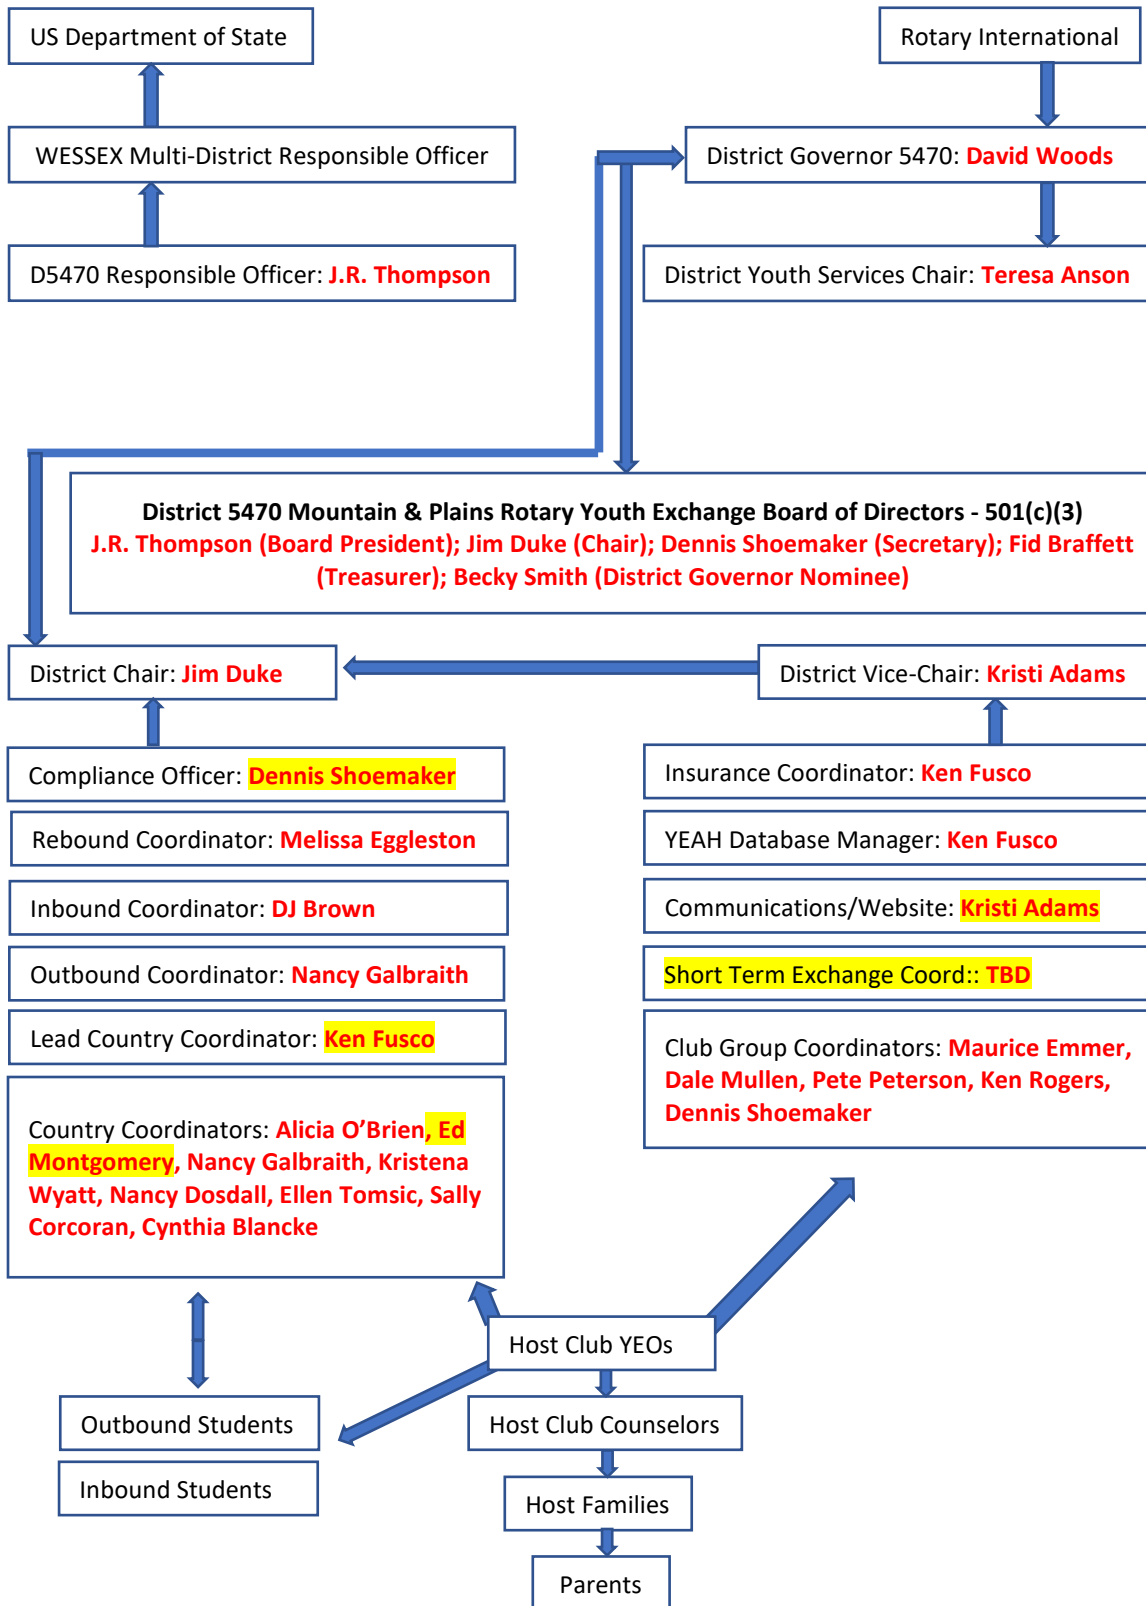 US Department of State
Rotary International
WESSEX Multi-District Responsible Officer
District Governor 5470: David Woods
D5470 Responsible Officer: J.R. Thompson
District Youth Services Chair: Teresa Anson
District 5470 Mountain & Plains Rotary Youth Exchange Board of Directors - 501(c)(3)
J.R. Thompson (Board President); Jim Duke (Chair); Dennis Shoemaker (Secretary); Fid Braffett
(Treasurer); Becky Smith (District Governor Nominee)
District Chair: Jim Duke
District Vice-Chair: Kristi Adams
Compliance Officer: Dennis Shoemaker
Rebound Coordinator: Melissa Eggleston
Inbound Coordinator: DJ Brown
Outbound Coordinator: Nancy Galbraith
Lead Country Coordinator: Ken Fusco
Country Coordinators: Alicia O’Brien, Ed
Montgomery, Nancy Galbraith, Kristena
Wyatt, Nancy Dosdall, Ellen Tomsic, Sally
Corcoran, Cynthia Blancke
Insurance Coordinator: Ken Fusco
YEAH Database Manager: Ken Fusco
Communications/Website: Kristi Adams
Short Term Exchange Coord:: TBD
Club Group Coordinators: Maurice Emmer,
Dale Mullen, Pete Peterson, Ken Rogers,
Dennis Shoemaker
Host Club YEOs
Outbound Students
Inbound Students
Host Club Counselors
Host Families
Parents